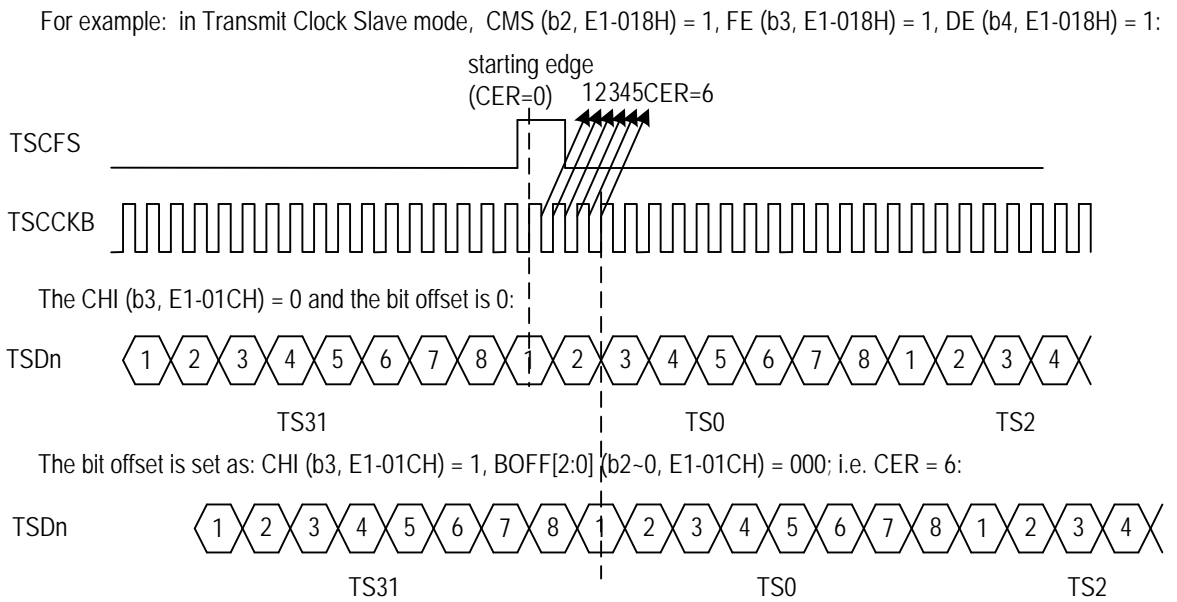 For example: in Transmit Clock Slave mode, CMS (b2, E1-018H) = 1, FE (b3, E1-018H) = 1, DE (b4, E1-018H) = 1:
starting edge
(CER=0) 12345CER=6
TSCFS
TSCCKB
The CHI (b3, E1-01CH) = 0 and the bit offset is 0:
TSDn 1 2 3 4 5 6 7 8 1 2 3 4 5 6 7 8 1 2 3 4
TS31 TS0 TS2
The bit offset is set as: CHI (b3, E1-01CH) = 1, BOFF[2:0] (b2~0, E1-01CH) = 000; i.e. CER = 6:
TSDn 1 2 3 4 5 6 7 8 1 2 3 4 5 6 7 8 1 2 3 4
TS31 TS0 TS2